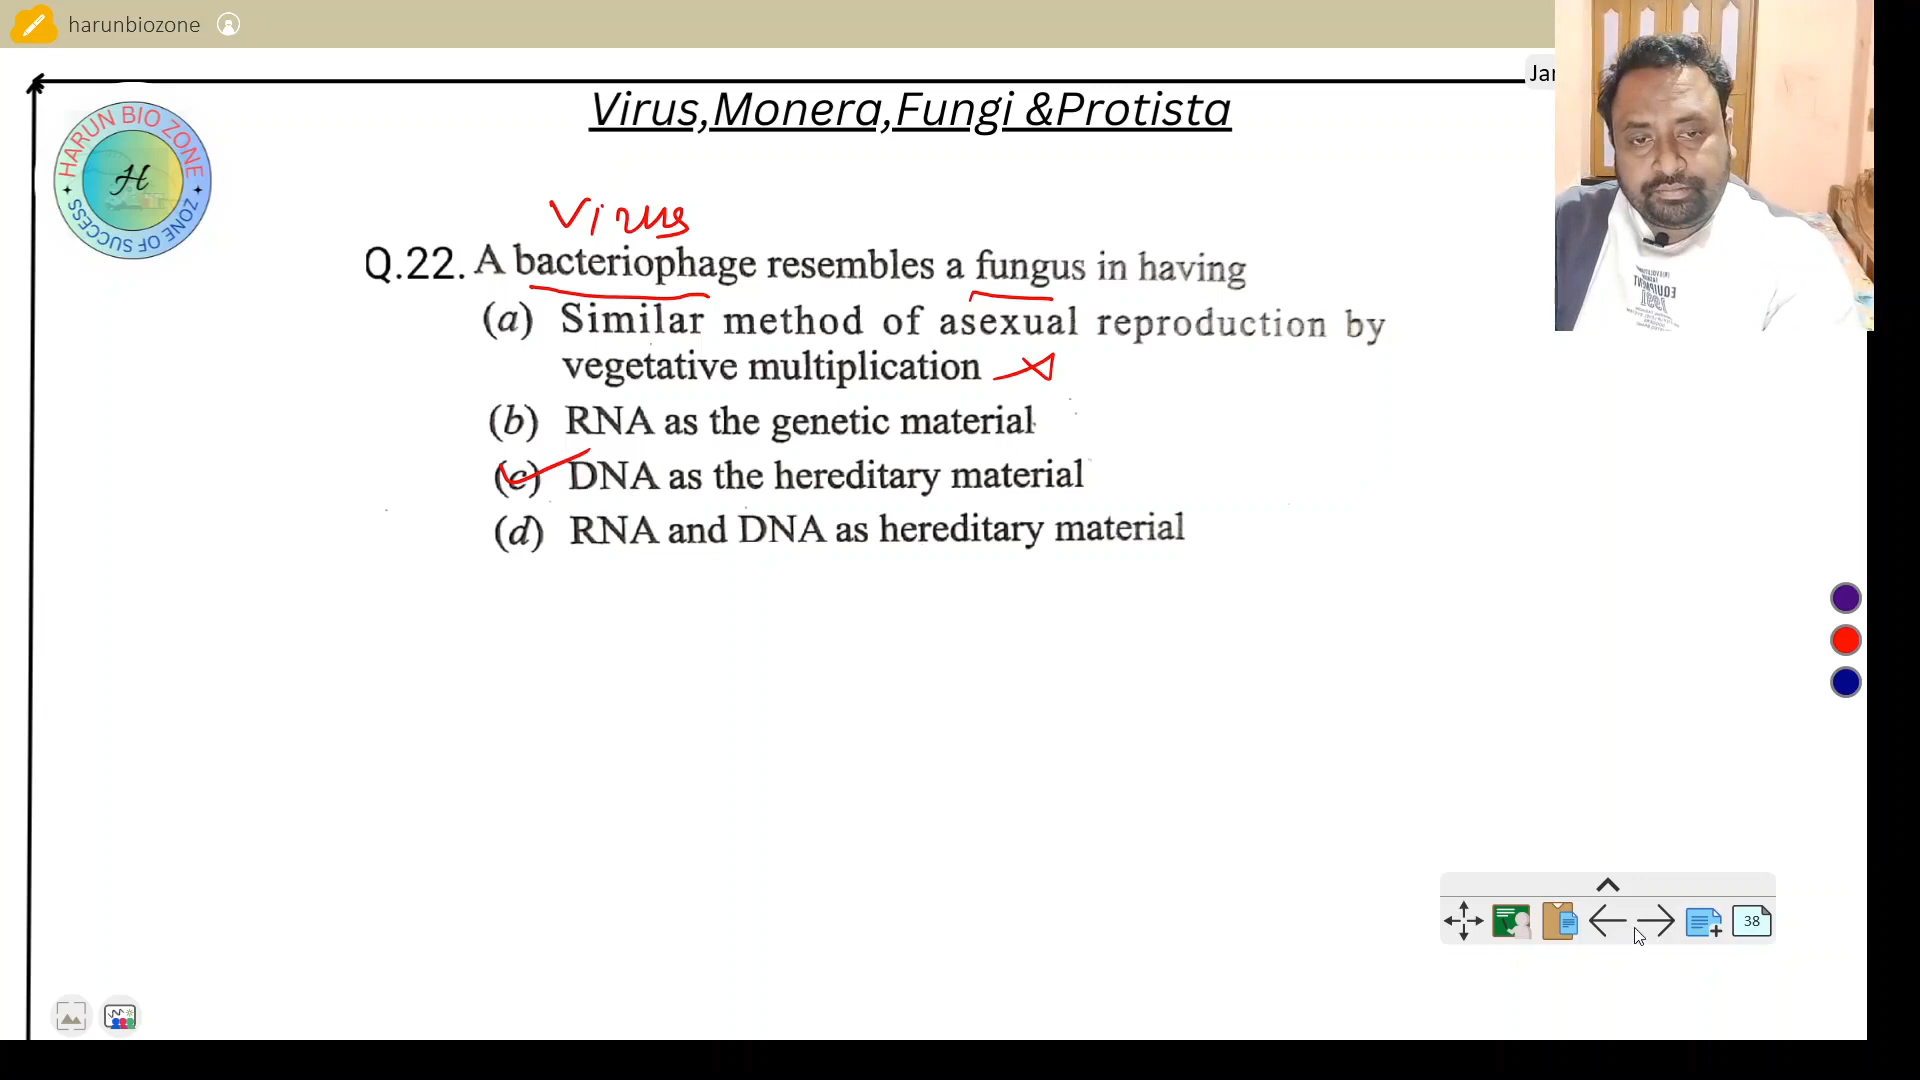 harunbiozone
Jar
Virus,Monera,Fungi &Protista
HARUN BIO ZONE
H
ZONE OF SUCCESS
Virus
Q.22. A bacteriophage resembles a fungus in having
(a) Similar method of asexual reproduction by
vegetative multiplication
(b) RNA as the genetic material
(c) DNA as the hereditary material
(d) RNA and DNA as hereditary material
38